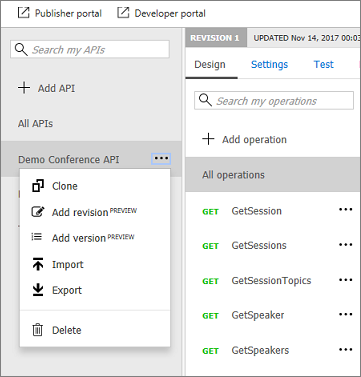 Publisher portal
Developer portal
Search my APIs
Add API
All APIs
Demo Conference API
Clone
Add revision PREVIEW
Add version PREVIEW
Import
Export
Delete
REVISION 1
UPDATED Nov 14, 2017 00:03
Design
Settings
Test
Search my operations
Add operation
All operations
GET GetSession
GET GetSessions
GET GetSessionTopics
GET GetSpeaker
GET GetSpeakers